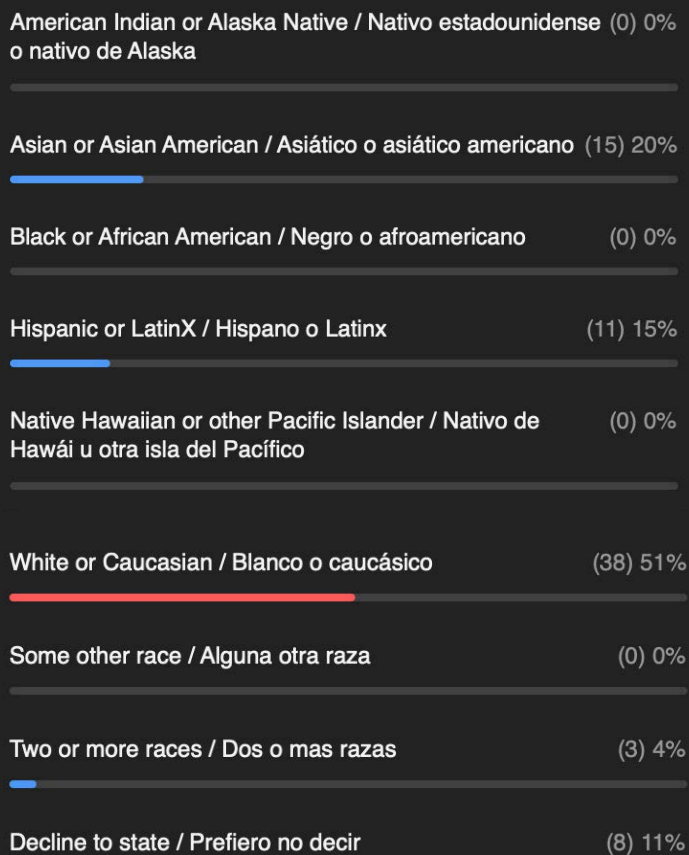 American Indian or Alaska Native / Nativo estadounidense (0) 0%
o nativo de Alaska
Asian or Asian American / Asiático o asiático americano (15) 20%
Black or African American / Negro o afroamericano (0) 0%
Hispanic or LatinX / Hispano o Latinx (11) 15%
Native Hawaiian or other Pacific Islander / Nativo de (0) 0%
Hawái u otra isla del Pacífico
White or Caucasian / Blanco o caucásico (38) 51%
Some other race / Alguna otra raza (0) 0%
Two or more races / Dos o mas razas (3) 4%
Decline to state / Prefiero no decir (8) 11%